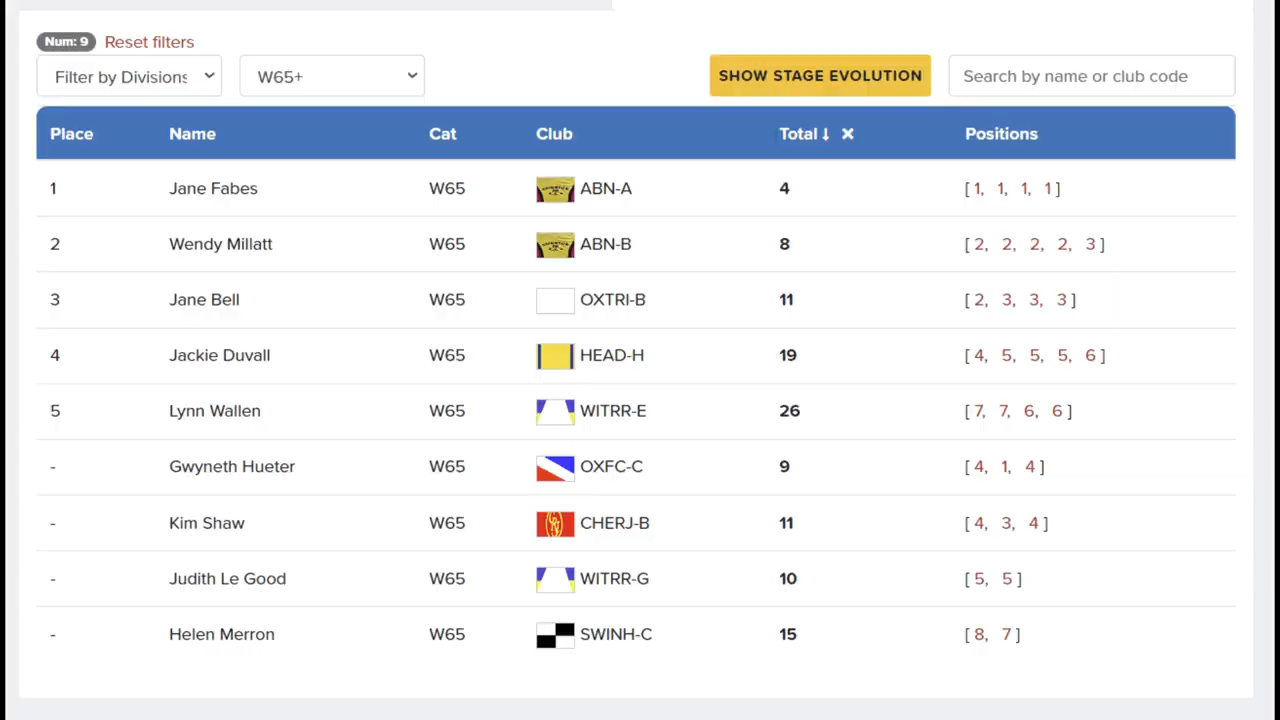 Num: 9 Reset filters
Filter by Divisions W65+ SHOW STAGE EVOLUTION Search by name or club code
Place Name Cat Club Total ↓ × Positions
1 Jane Fabes W65 ABN-A 4 [ 1, 1, 1, 1 ]
2 Wendy Millatt W65 ABN-B 8 [ 2, 2, 2, 2, 3 ]
3 Jane Bell W65 OXTRI-B 11 [ 2, 3, 3, 3 ]
4 Jackie Duvall W65 HEAD-H 19 [ 4, 5, 5, 5, 6 ]
5 Lynn Wallen W65 WITRR-E 26 [ 7, 7, 6, 6 ]
- Gwyneth Hueter W65 OXFC-C 9 [ 4, 1, 4 ]
- Kim Shaw W65 CHERJ-B 11 [ 4, 3, 4 ]
- Judith Le Good W65 WITRR-G 10 [ 5, 5 ]
- Helen Merron W65 SWINH-C 15 [ 8, 7 ]